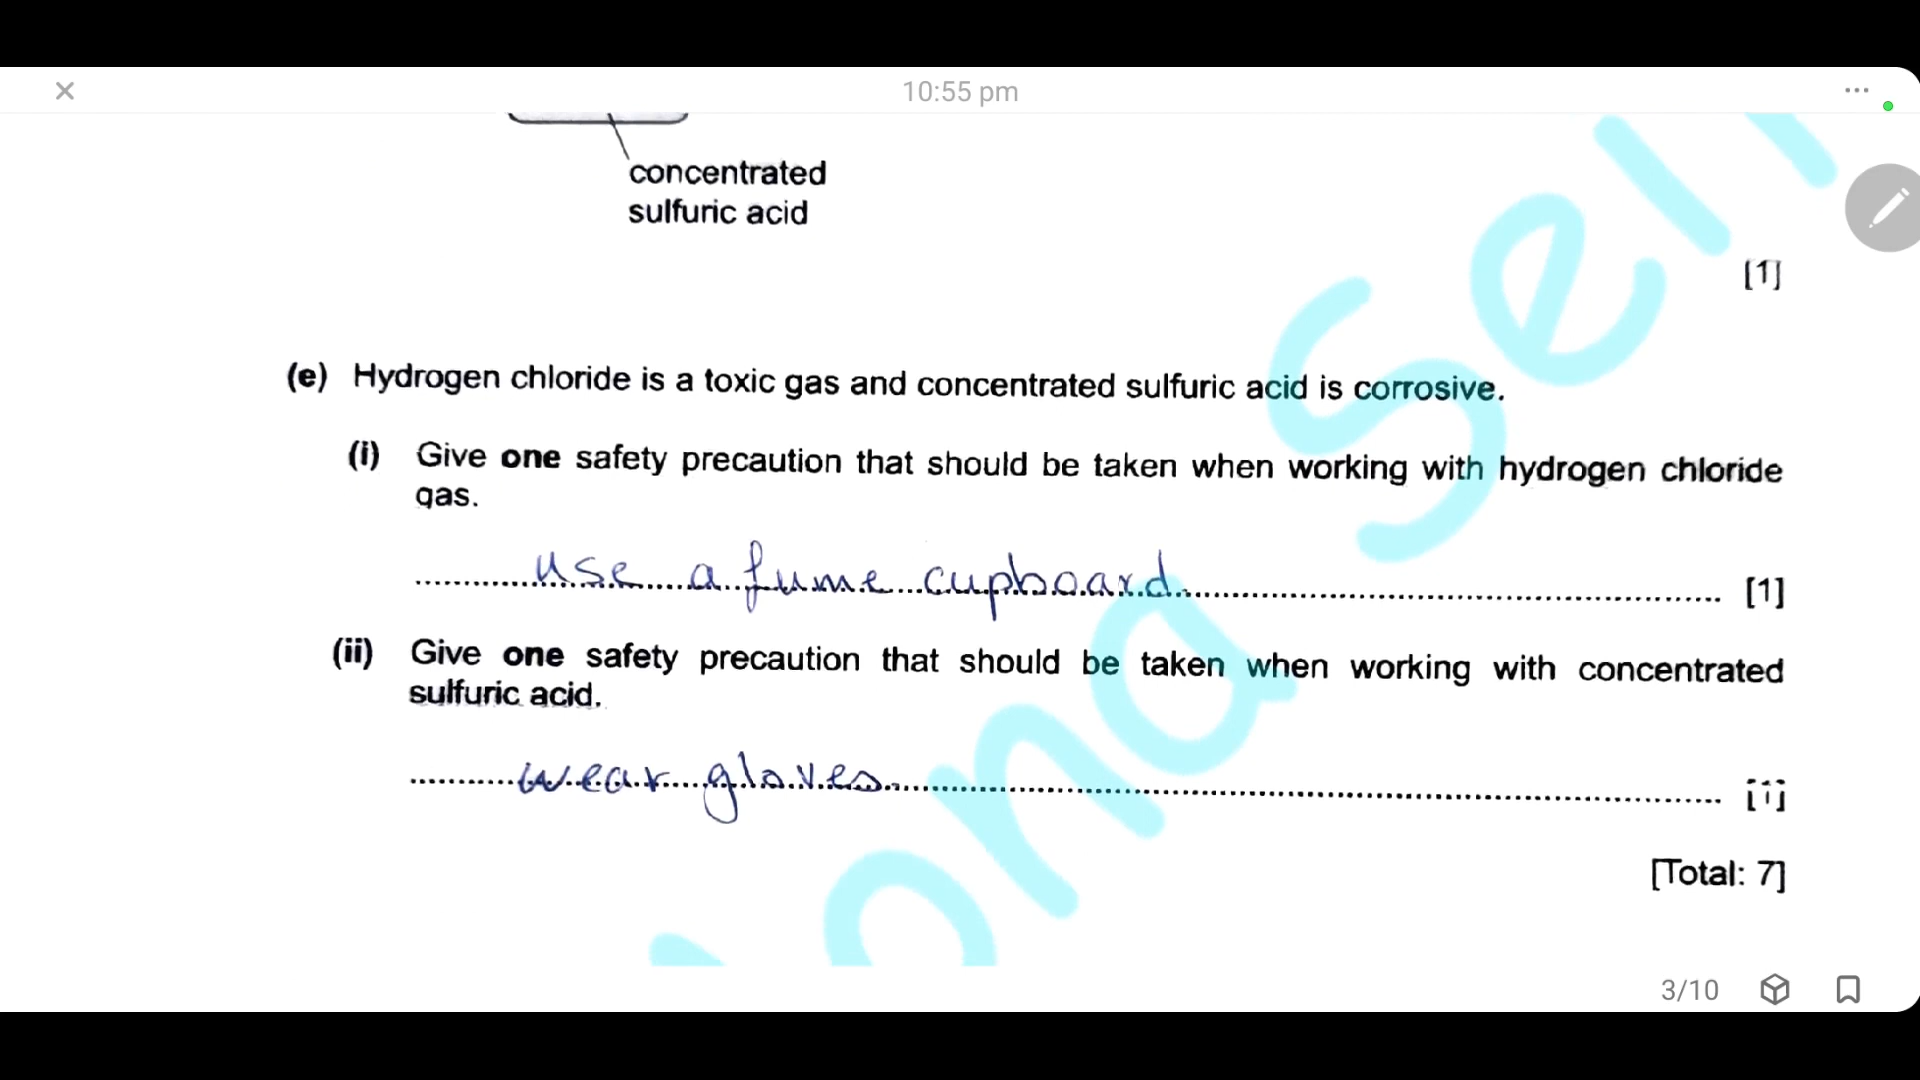 10:55 pm
concentrated
sulfuric acid
[1]
(e) Hydrogen chloride is a toxic gas and concentrated sulfuric acid is corrosive.
(i) Give one safety precaution that should be taken when working with hydrogen chloride
gas.
use a fume cupboard [1]
(ii) Give one safety precaution that should be taken when working with concentrated
sulfuric acid.
wear gloves [1]
[Total: 7]
3/10